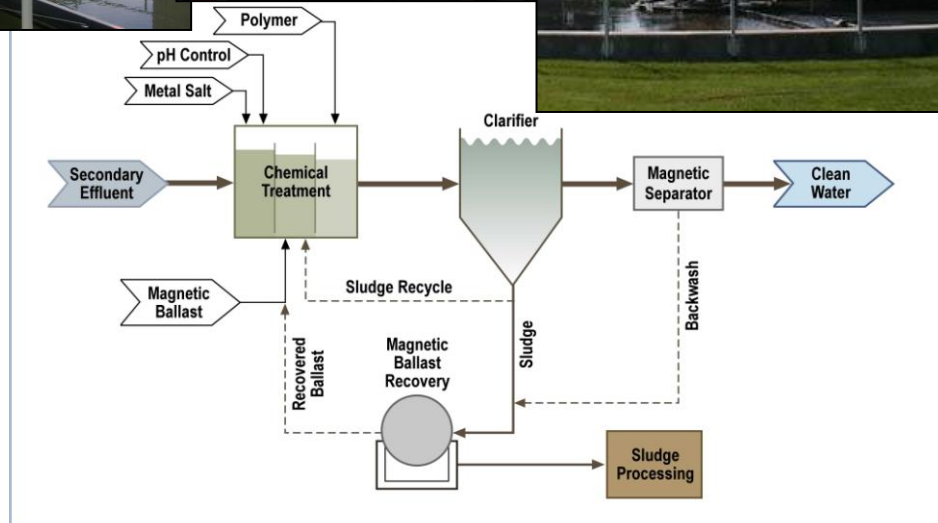 Polymer
pH Control
Metal Salt
Clarifier
Secondary
Effluent
Chemical
Treatment
Magnetic
Separator
Clean
Water
Magnetic
Ballast
Sludge Recycle
Recovered
Ballast
Magnetic
Ballast
Recovery
Sludge
Backwash
Sludge
Processing